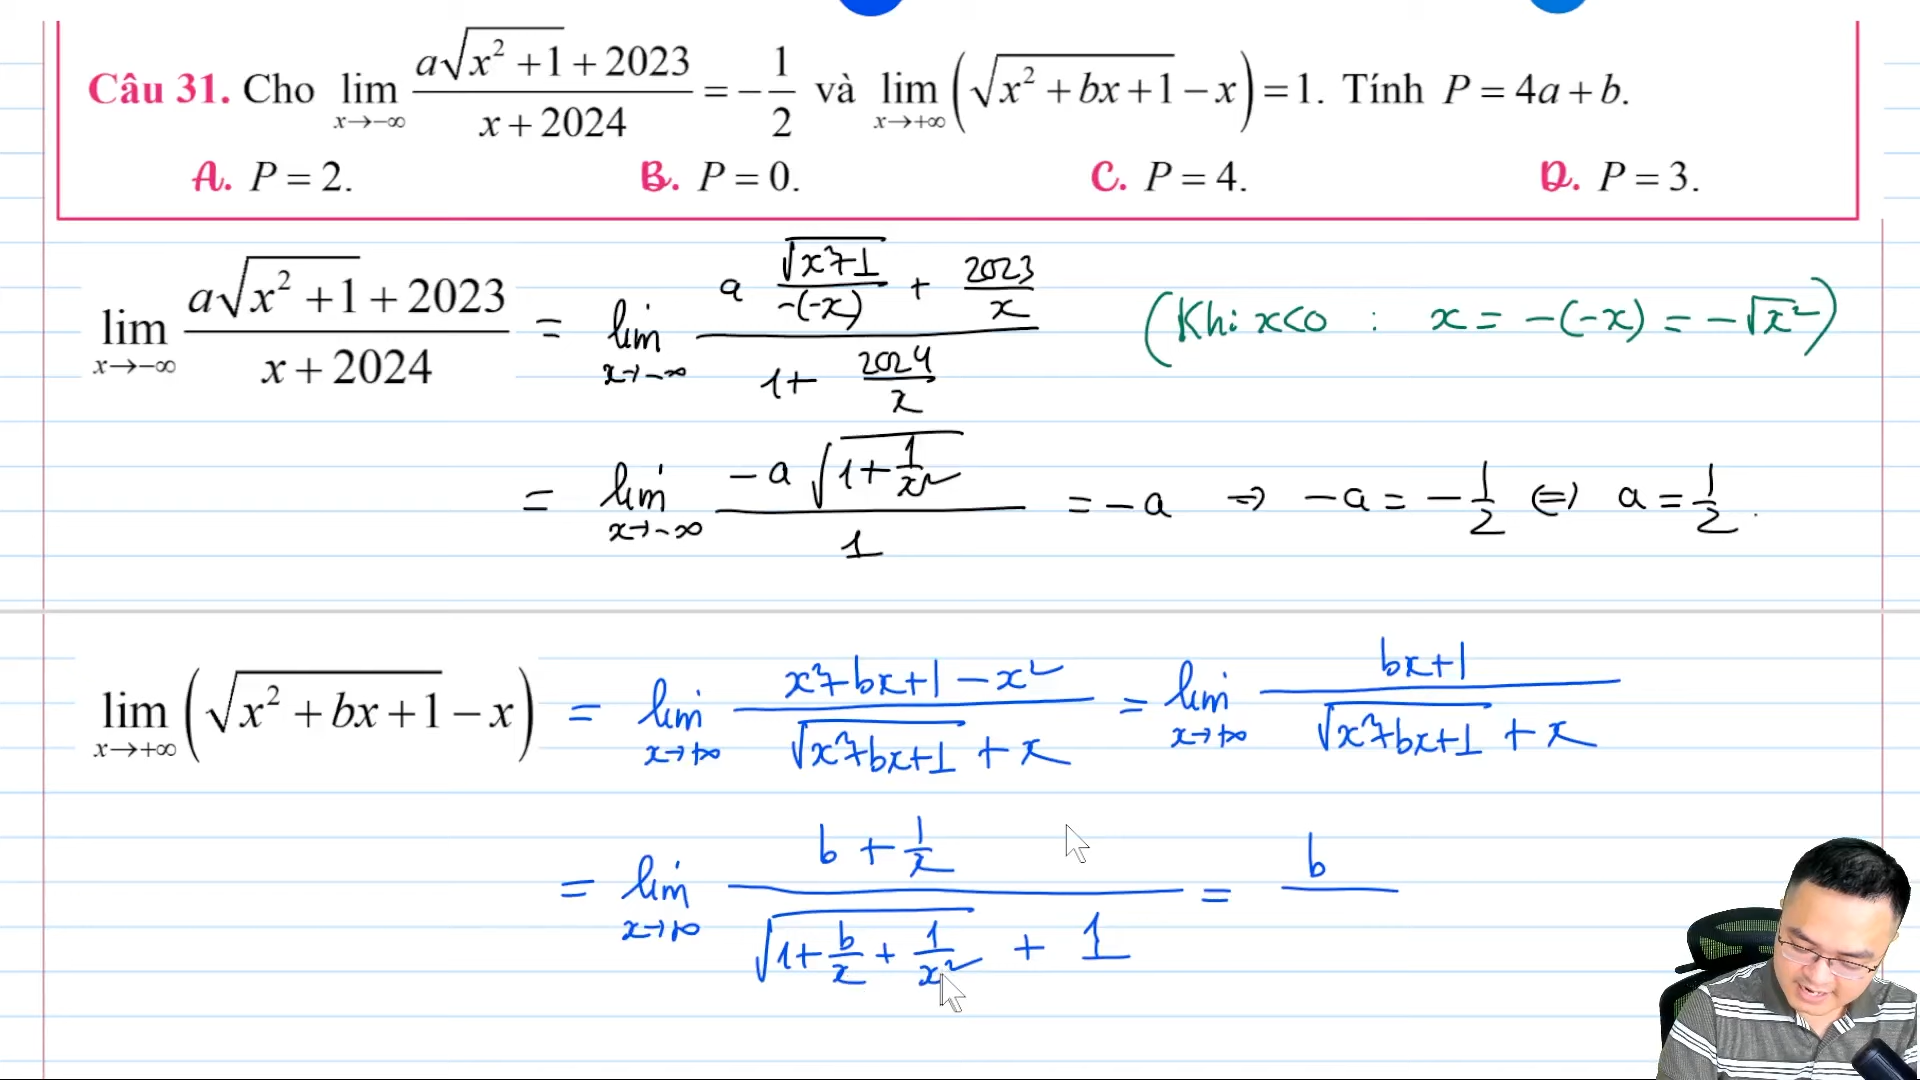 Câu 31. Cho lim_{x→−∞} (a√(x² + 1) + 2023)/(x + 2024) = −1/2 và lim_{x→+∞} (√(x² + bx + 1) − x) = 1. Tính P = 4a + b.
A. P = 2. B. P = 0. C. P = 4. D. P = 3.
lim_{x→−∞} (a√(x² + 1) + 2023)/(x + 2024) = lim_{x→−∞} (a √(x²+1)/(−(−x)) + 2023/x)/(1 + 2024/x) (Khi x<0 : x = −(−x) = −√x²)
= lim_{x→−∞} (−a √(1 + 1/x²))/1 = −a ⇒ −a = −1/2 ⇔ a = 1/2.
lim_{x→+∞} (√(x² + bx + 1) − x) = lim_{x→+∞} (x²+bx+1 − x²)/(√(x²+bx+1) + x) = lim_{x→+∞} (bx+1)/(√(x²+bx+1) + x)
= lim_{x→+∞} (b + 1/x)/(√(1 + b/x + 1/x²) + 1) = b/